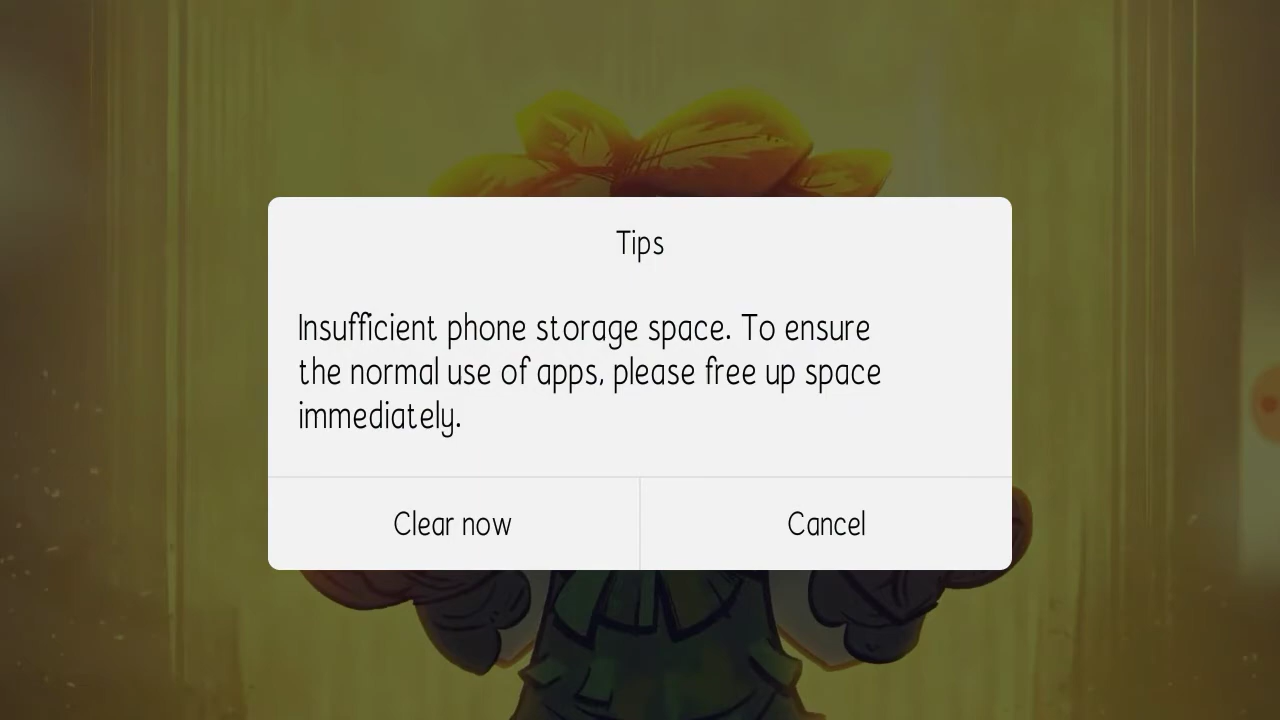 Tips
Insufficient phone storage space. To ensure
the normal use of apps, please free up space
immediately.
Clear now
Cancel